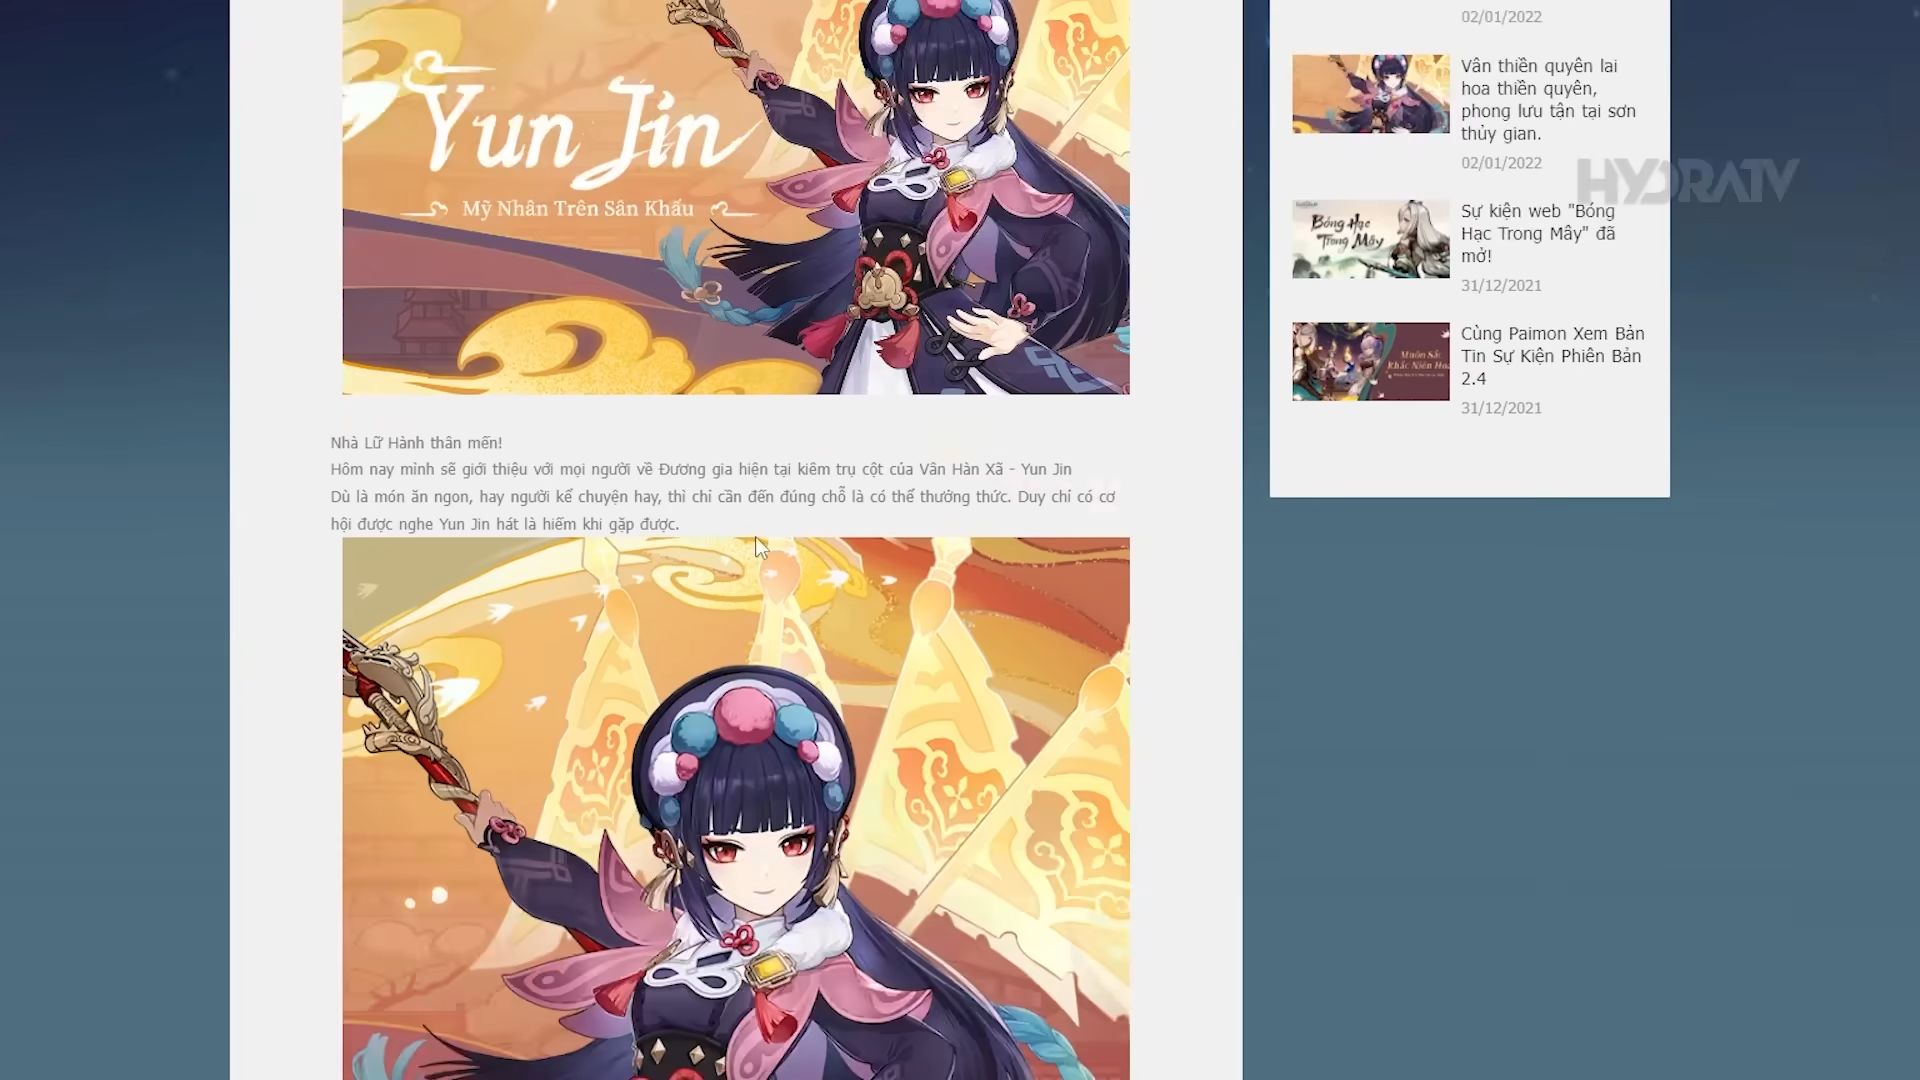 Yun Jin
Mỹ Nhân Trên Sân Khấu
Nhà Lữ Hành thân mến!
Hôm nay mình sẽ giới thiệu với mọi người về Đương gia hiện tại kiêm trụ cột của Vân Hàn Xã - Yun Jin
Dù là món ăn ngon, hay người kể chuyện hay, thì chỉ cần đến đúng chỗ là có thể thưởng thức. Duy chỉ có cơ
hội được nghe Yun Jin hát là hiếm khi gặp được.
02/01/2022
Vân thiền quyên lai
hoa thiền quyên,
phong lưu tận tại sơn
thủy gian.
02/01/2022
HYDRATV
Bóng Hạc
Trong Mây
Sự kiện web "Bóng
Hạc Trong Mây" đã
mở!
31/12/2021
Muôn Sắc
Khắc Niên Hoa
Cùng Paimon Xem Bản
Tin Sự Kiện Phiên Bản
2.4
31/12/2021